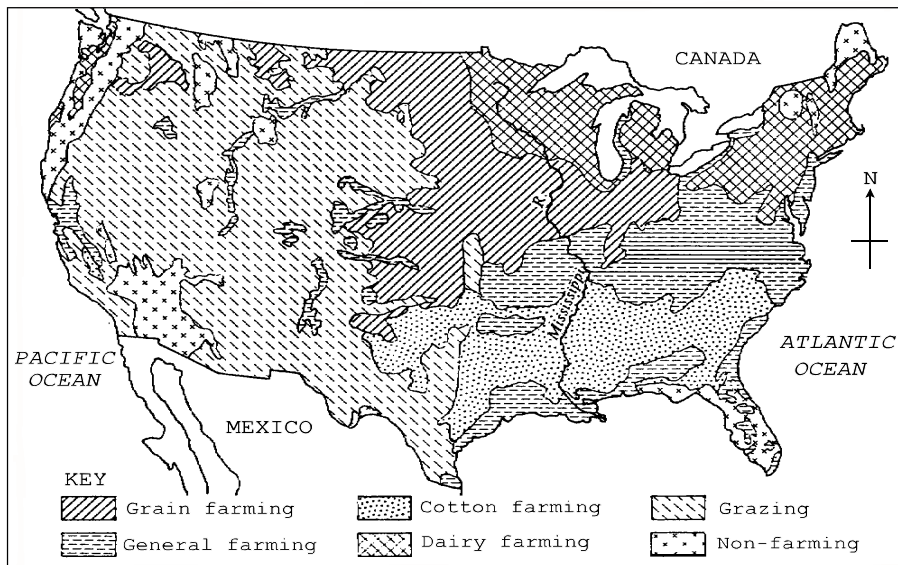 CANADA
N
R.
MISSISSIPPI
PACIFIC
OCEAN
ATLANTIC
OCEAN
MEXICO
KEY
Grain farming
Cotton farming
Grazing
General farming
Dairy farming
Non-farming